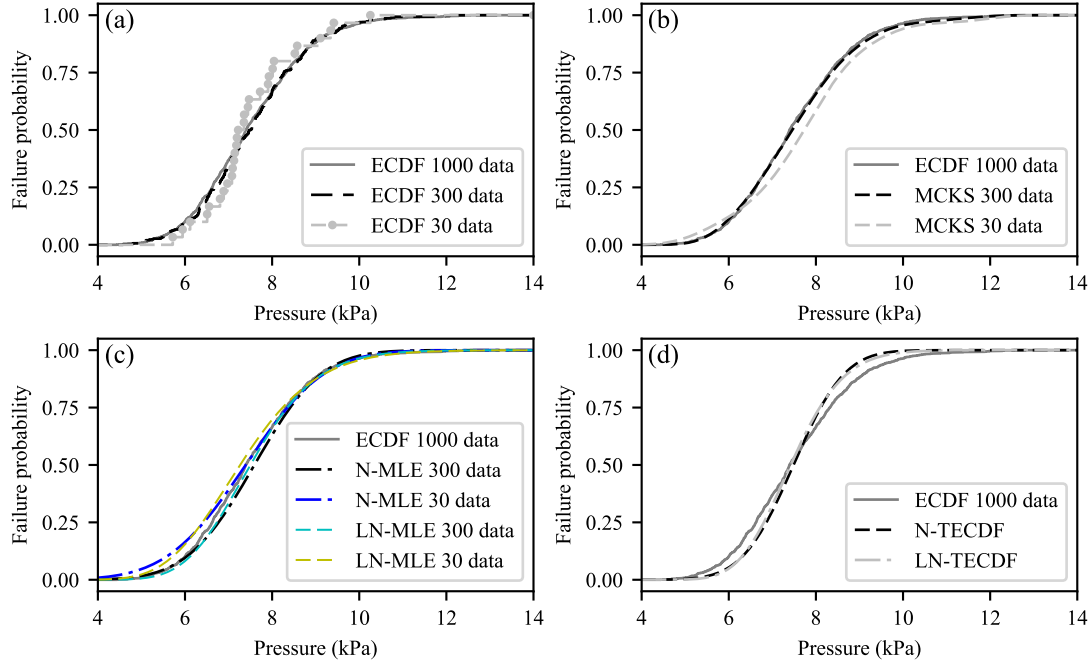 (a)
Failure probability
1.00
0.75
0.50
0.25
0.00
ECDF 1000 data
ECDF 300 data
ECDF 30 data
4 6 8 10 12 14
Pressure (kPa)
(b)
Failure probability
1.00
0.75
0.50
0.25
0.00
ECDF 1000 data
MCKS 300 data
MCKS 30 data
4 6 8 10 12 14
Pressure (kPa)
(c)
Failure probability
1.00
0.75
0.50
0.25
0.00
ECDF 1000 data
N-MLE 300 data
N-MLE 30 data
LN-MLE 300 data
LN-MLE 30 data
4 6 8 10 12 14
Pressure (kPa)
(d)
Failure probability
1.00
0.75
0.50
0.25
0.00
ECDF 1000 data
N-TECDF
LN-TECDF
4 6 8 10 12 14
Pressure (kPa)